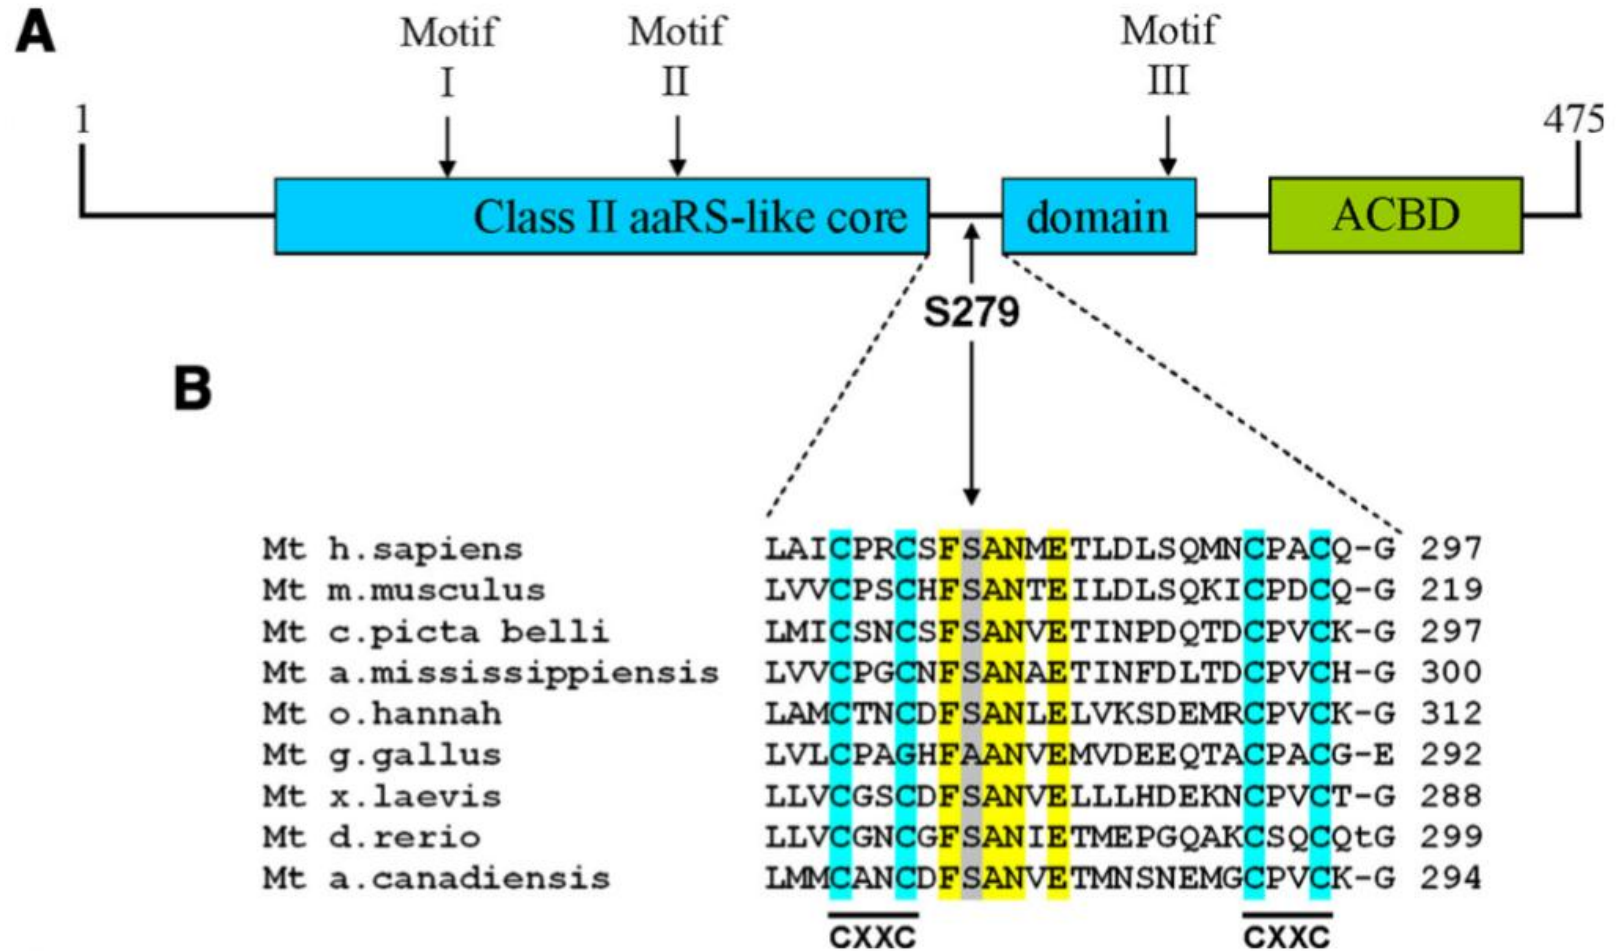 A
Motif I
Motif II
Motif III
1
475
Class II aaRS-like core
domain
ACBD
S279
B
Mt h.sapiens LAICPRCSFSANMETLDLSQMNCPACQ-G 297
Mt m.musculus LVVCPSCHFSANTEILDLSQKICPDCQ-G 219
Mt c.picta belli LMICSNCSFSANVETINPDQTDCPVCK-G 297
Mt a.mississippiensis LVVCPGCNFSANAETINFDLTDCPVCH-G 300
Mt o.hannah LAMCTNCDFSANLELVKSDEMRCPVCK-G 312
Mt g.gallus LVLCPAGHFAANVEMVDEEQTACPACG-E 292
Mt x.laevis LLVCGSCDFSANVELLLHDEKNCPVCT-G 288
Mt d.rerio LLVCGNCGFSANIETMEPGQAKCSQCQtG 299
Mt a.canadiensis LMMCANCDFSANVETMNSNEMGCPVCK-G 294
CXXC CXXC